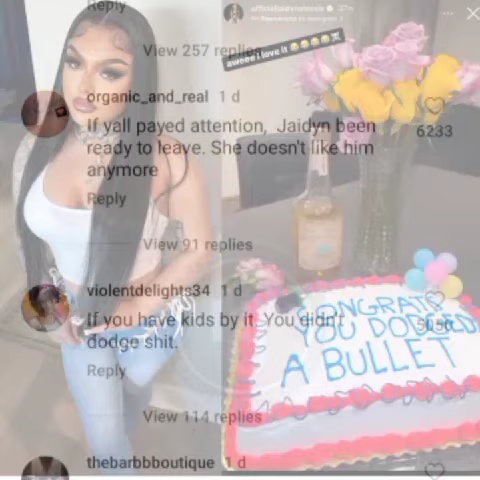 Reply
View 257 replies
aweee i love it
organic_and_real 1 d
If yall payed attention, Jaidyn been
ready to leave. She doesn't like him
anymore
6233
Reply
View 91 replies
violentdelights34 1 d
If you have kids by it. You didn't
dodge shit.
5050
Reply
View 114 replies
thebarbbboutique 1 d
CONGRATS
YOU DODGED
A BULLET